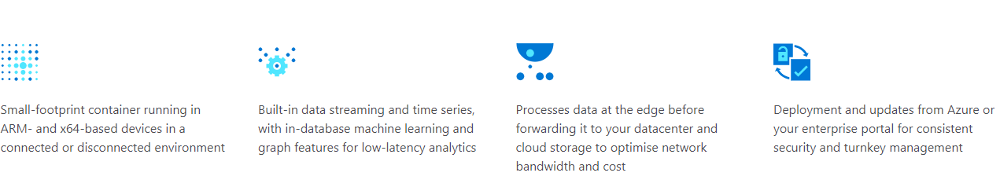 Small-footprint container running in
ARM- and x64-based devices in a
connected or disconnected environment
Built-in data streaming and time series,
with in-database machine learning and
graph features for low-latency analytics
Processes data at the edge before
forwarding it to your datacenter and
cloud storage to optimise network
bandwidth and cost
Deployment and updates from Azure or
your enterprise portal for consistent
security and turnkey management